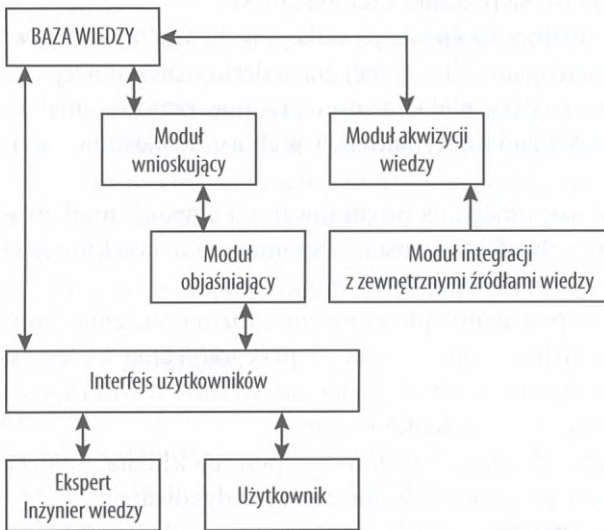 BAZA WIEDZY
Moduł
wnioskujący
Moduł akwizycji
wiedzy
Moduł
objaśniający
Moduł integracji
z zewnętrznymi źródłami wiedzy
Interfejs użytkowników
Ekspert
Inżynier wiedzy
Użytkownik